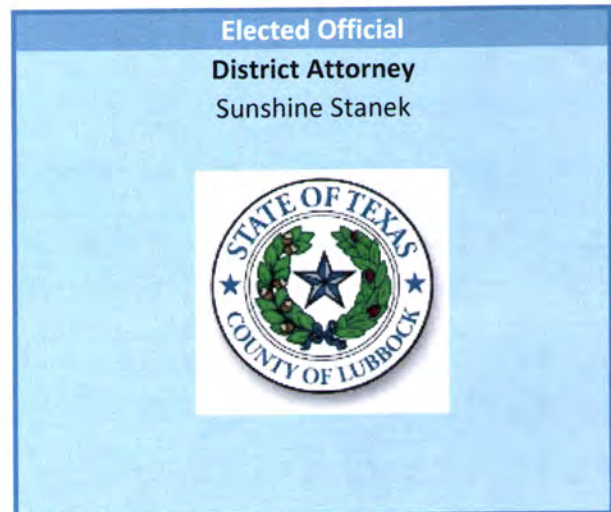 Elected Official
District Attorney
Sunshine Stanek
STATE OF TEXAS
COUNTY OF LUBBOCK